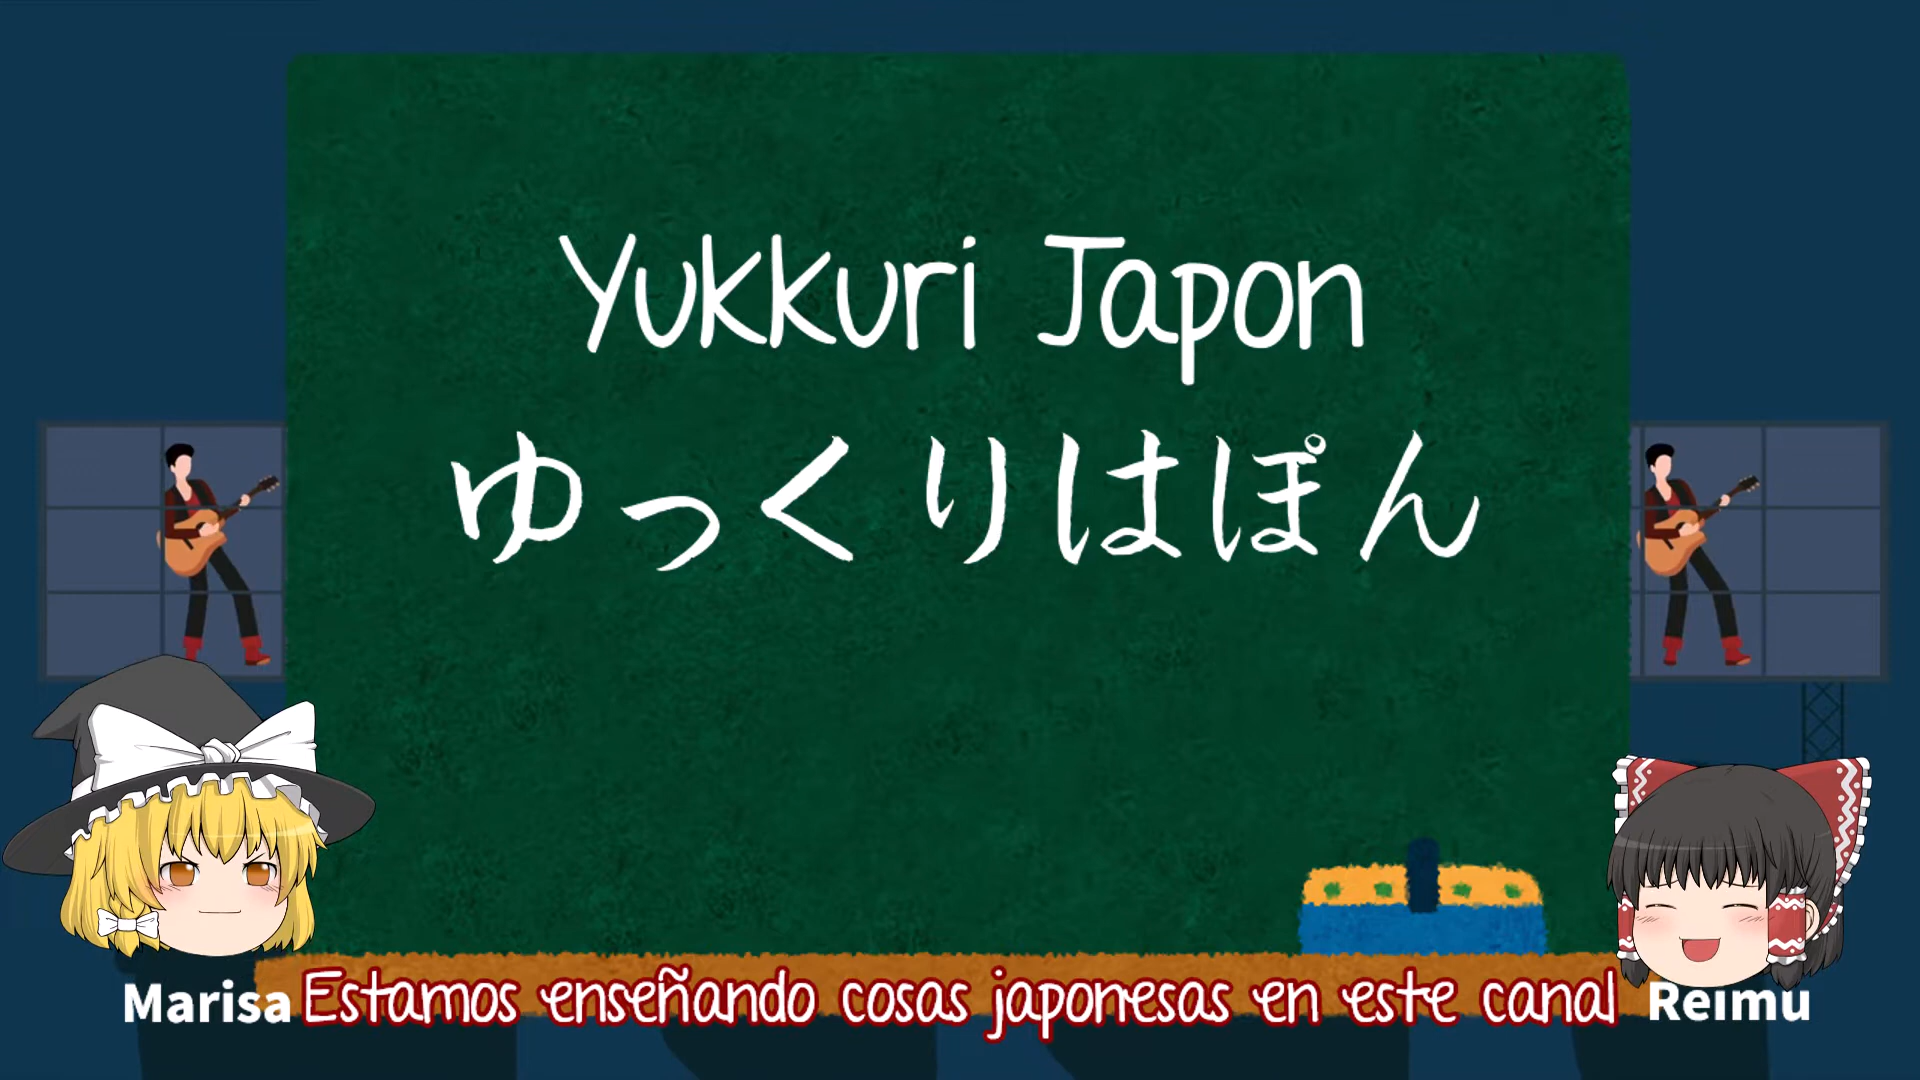 Yukkuri Japon
ゆっくりはぽん
Marisa
Estamos enseñando cosas japonesas en este canal
Reimu